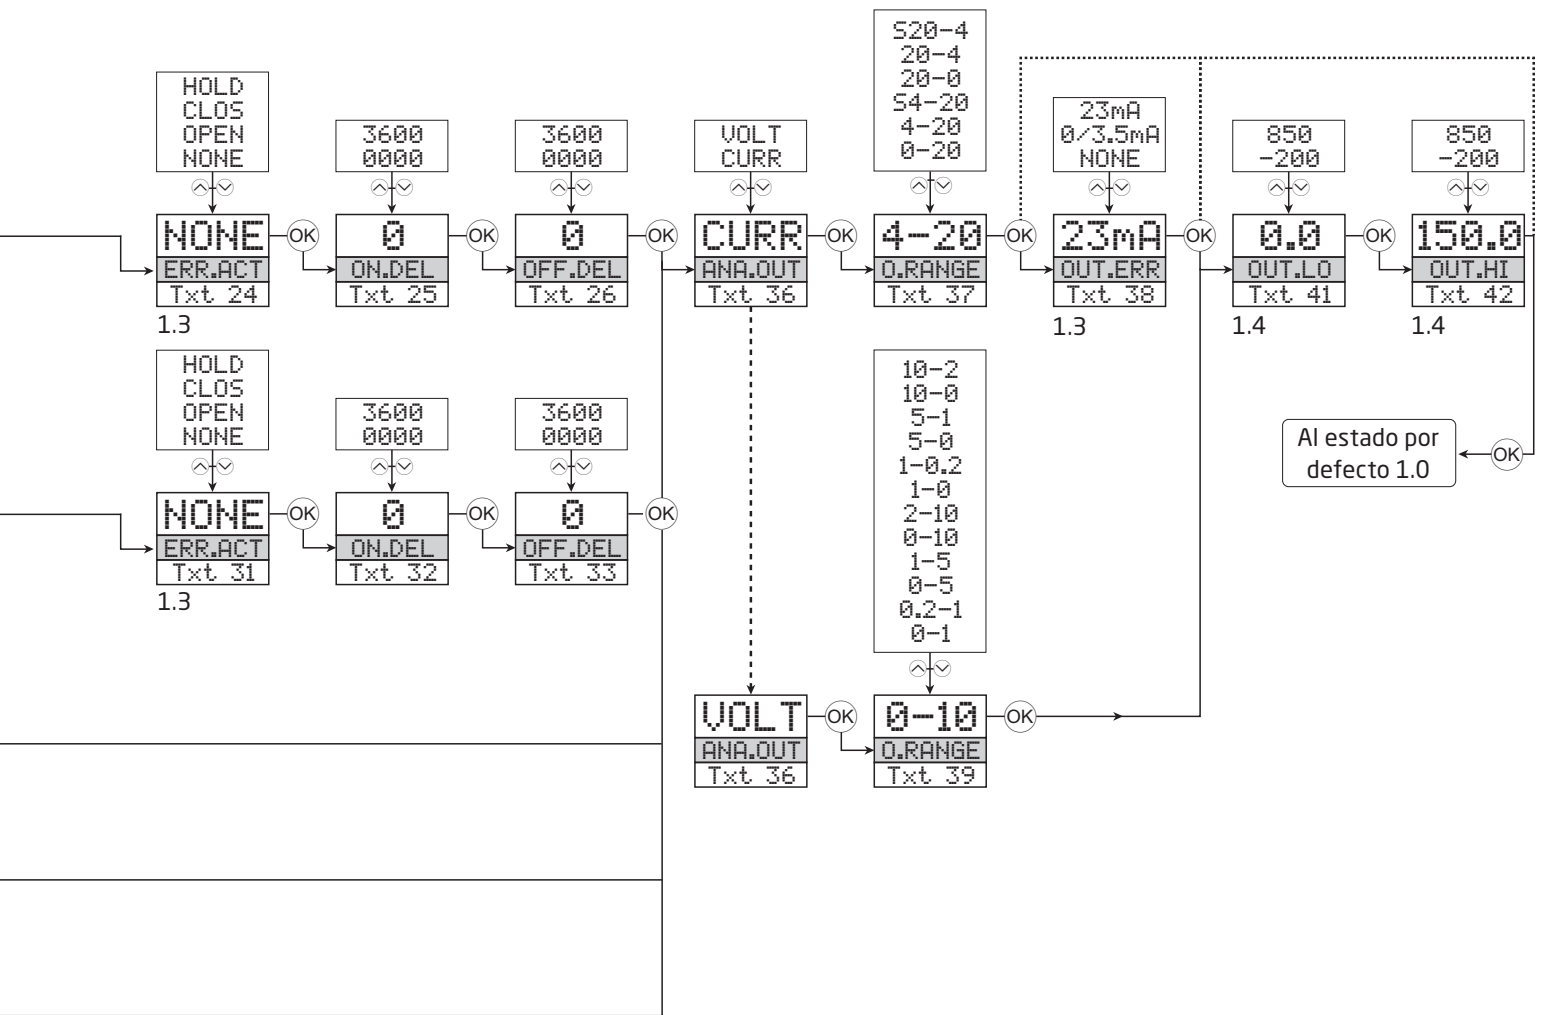 S20-4
20-4
20-0
S4-20
4-20
0-20
HOLD
CLOS
OPEN
NONE
3600
0000
3600
0000
VOLT
CURR
23mA
0/3.5mA
NONE
850
-200
850
-200
NONE
ERR.ACT
Txt 24
1.3
OK
0
ON.DEL
Txt 25
OK
0
OFF.DEL
Txt 26
OK
CURR
ANA.OUT
Txt 36
OK
4-20
O.RANGE
Txt 37
OK
23mA
OUT.ERR
Txt 38
1.3
OK
0.0
OUT.LO
Txt 41
1.4
OK
150.0
OUT.HI
Txt 42
1.4
HOLD
CLOS
OPEN
NONE
3600
0000
3600
0000
10-2
10-0
5-1
5-0
1-0.2
1-0
2-10
0-10
1-5
0-5
0.2-1
0-1
Al estado por
defecto 1.0
OK
NONE
ERR.ACT
Txt 31
1.3
OK
0
ON.DEL
Txt 32
OK
0
OFF.DEL
Txt 33
OK
VOLT
ANA.OUT
Txt 36
OK
0-10
O.RANGE
Txt 39
OK